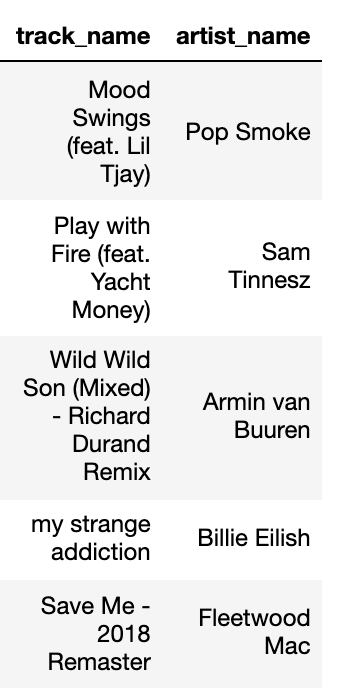 track_name artist_name
Mood
Swings
(feat. Lil
Tjay)
Pop Smoke
Play with
Fire (feat.
Yacht
Money)
Sam
Tinnesz
Wild Wild
Son (Mixed)
- Richard
Durand
Remix
Armin van
Buuren
my strange
addiction
Billie Eilish
Save Me -
2018
Remaster
Fleetwood
Mac